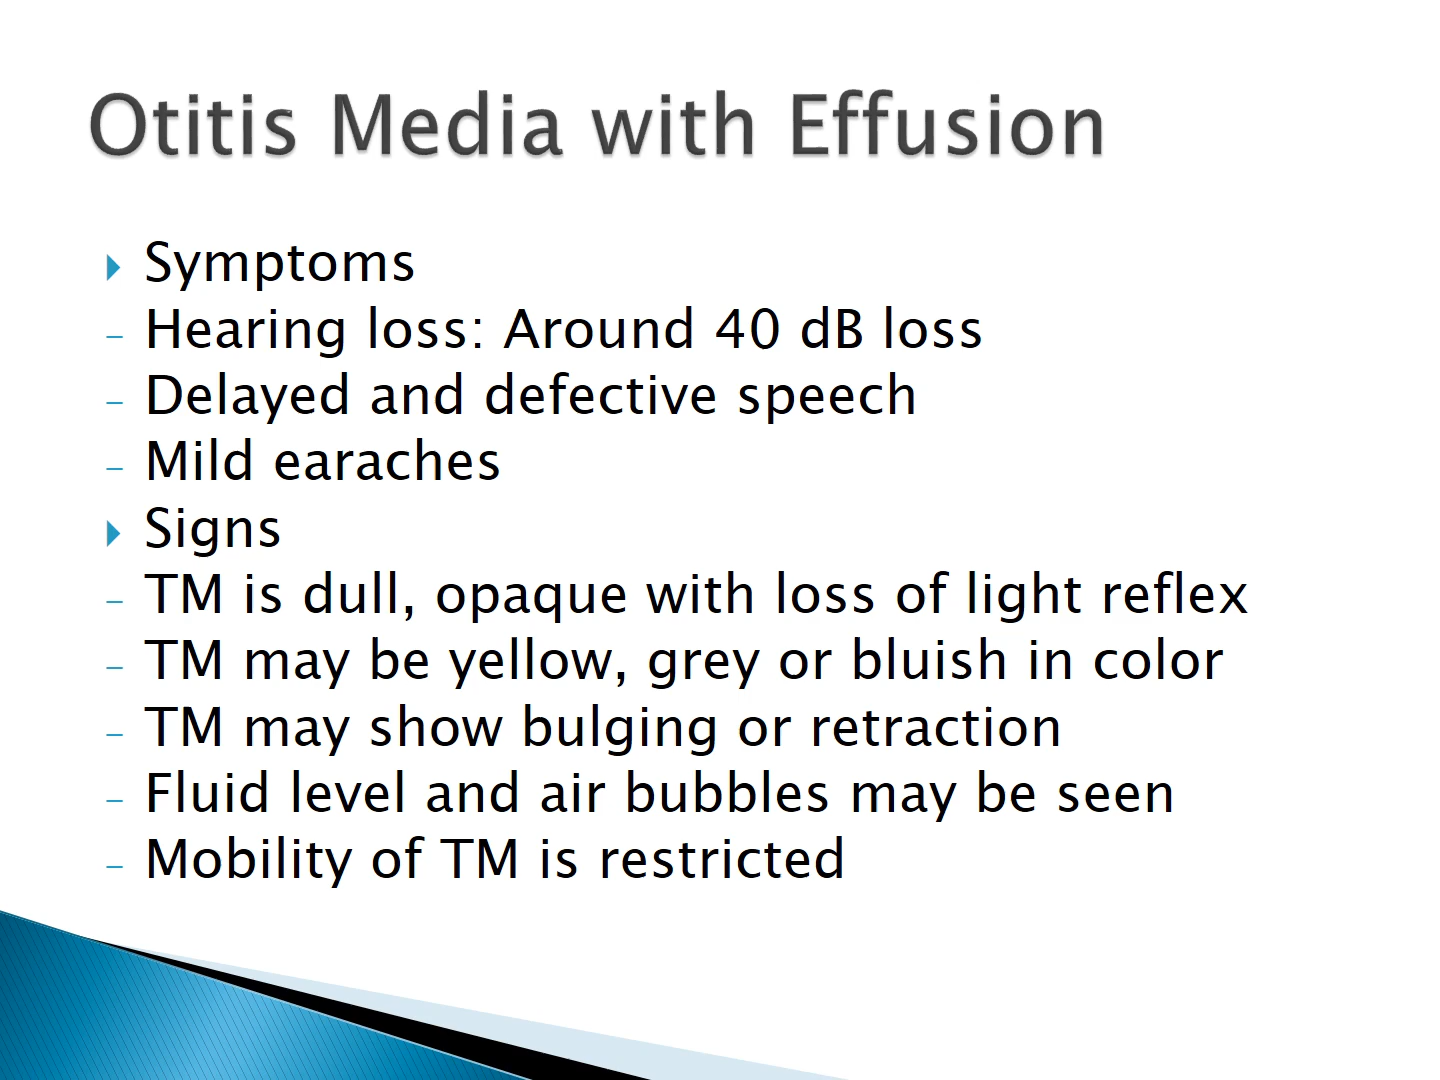 Otitis Media with Effusion
Symptoms
- Hearing loss: Around 40 dB loss
- Delayed and defective speech
- Mild earaches
Signs
- TM is dull, opaque with loss of light reflex
- TM may be yellow, grey or bluish in color
- TM may show bulging or retraction
- Fluid level and air bubbles may be seen
- Mobility of TM is restricted